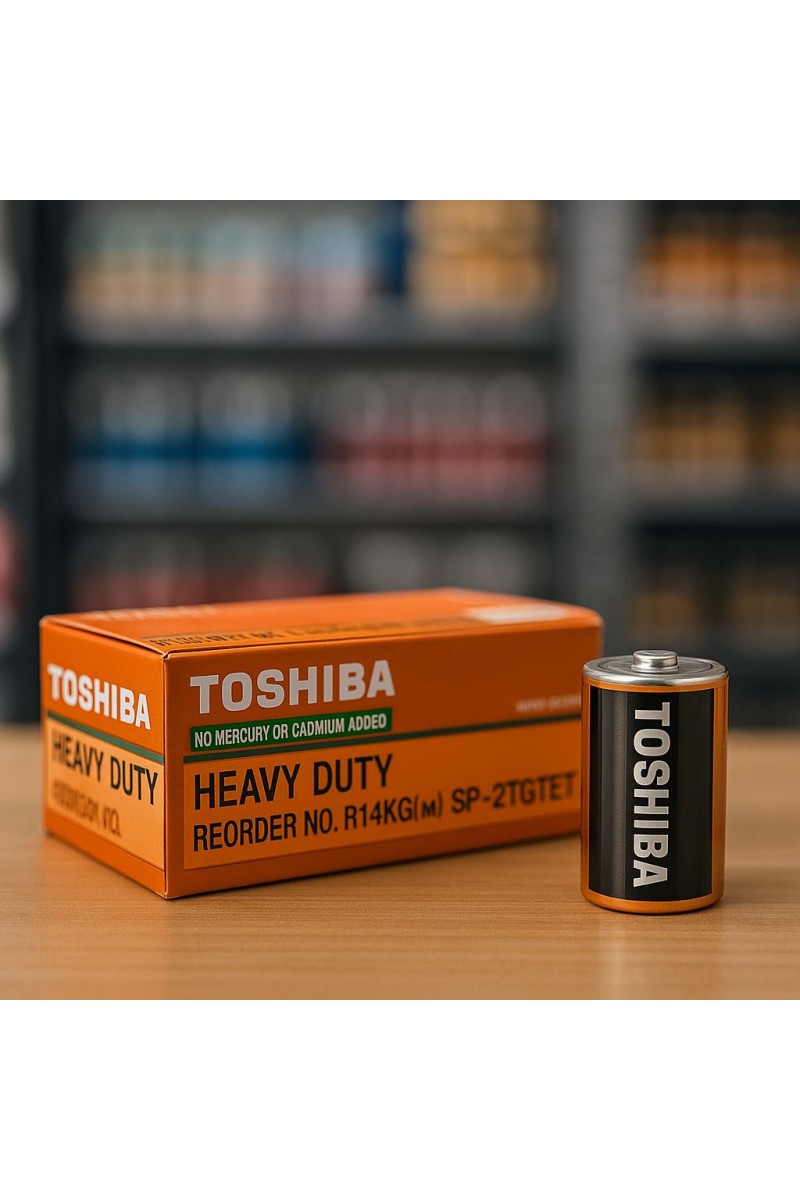 TOSHIBA
HEAVY DUTY
TOSHIBA
NO MERCURY OR CADMIUM ADDED
HEAVY DUTY
REORDER NO. R14KG(M) SP-2TGTET
TOSHIBA